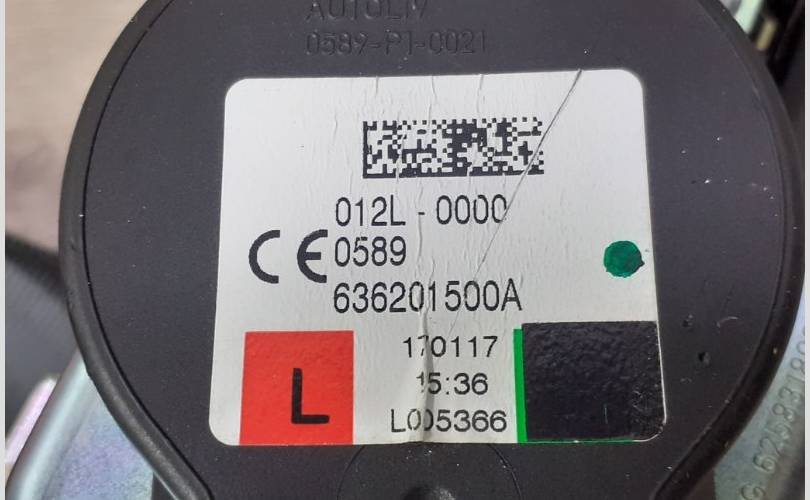 AUTOLIV
0589-P1-0021
012L - 0000
CE 0589
636201500A
170117
15:36
L L005366